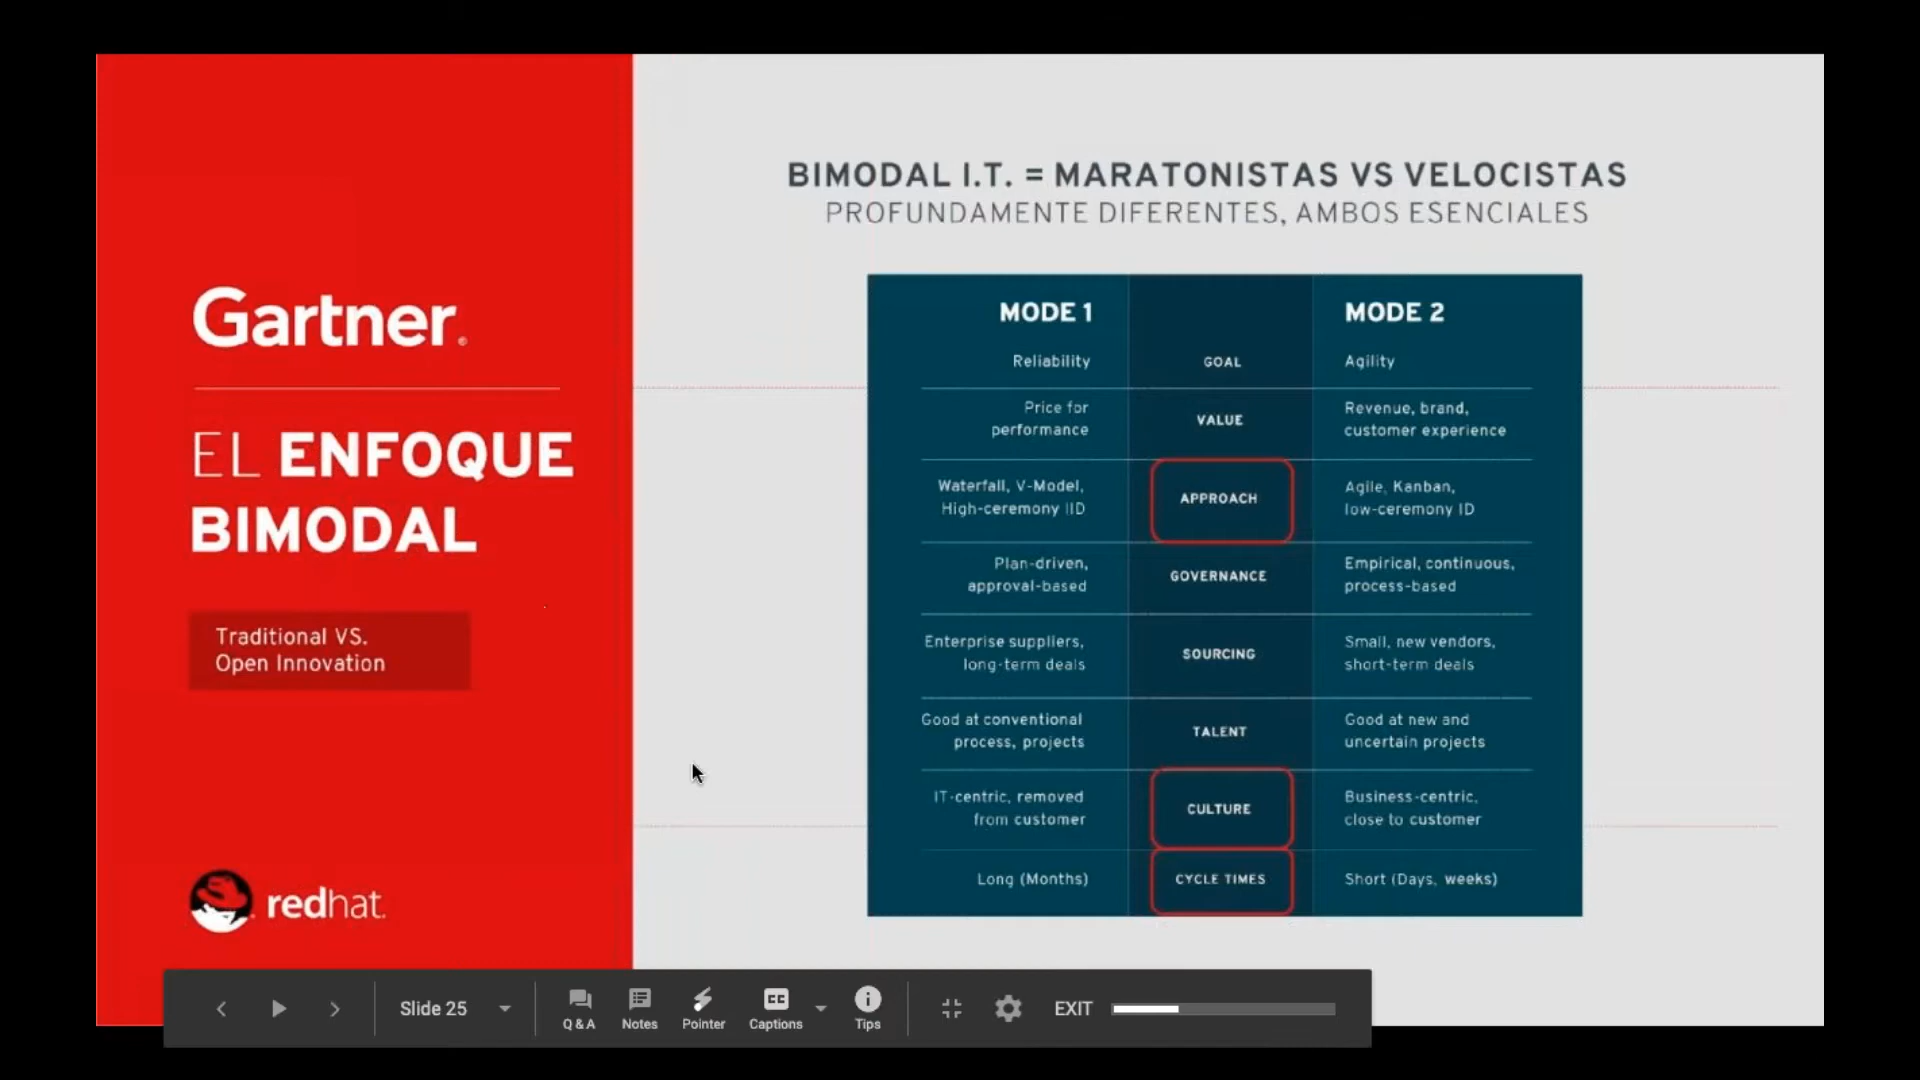 Gartner®
EL ENFOQUE
BIMODAL
Traditional VS.
Open Innovation
redhat.
BIMODAL I.T. = MARATONISTAS VS VELOCISTAS
PROFUNDAMENTE DIFERENTES, AMBOS ESENCIALES
MODE 1 MODE 2
Reliability GOAL Agility
Price for
performance
VALUE
Revenue, brand,
customer experience
Waterfall, V-Model,
High-ceremony IID
APPROACH
Agile, Kanban,
low-ceremony ID
Plan-driven,
approval-based
GOVERNANCE
Empirical, continuous,
process-based
Enterprise suppliers,
long-term deals
SOURCING
Small, new vendors,
short-term deals
Good at conventional
process, projects
TALENT
Good at new and
uncertain projects
IT-centric, removed
from customer
CULTURE
Business-centric,
close to customer
Long (Months) CYCLE TIMES Short (Days, weeks)
Slide 25
Q & A
Notes
Pointer
CC
Captions
Tips
EXIT